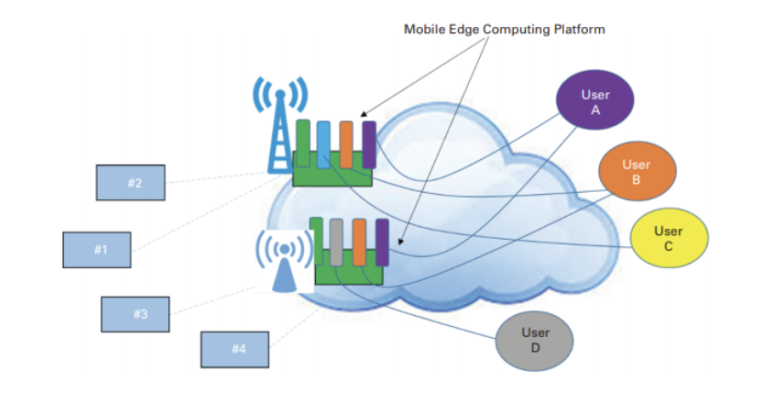 Mobile Edge Computing Platform
User
A
User
B
#2
User
C
#1
#3
User
D
#4